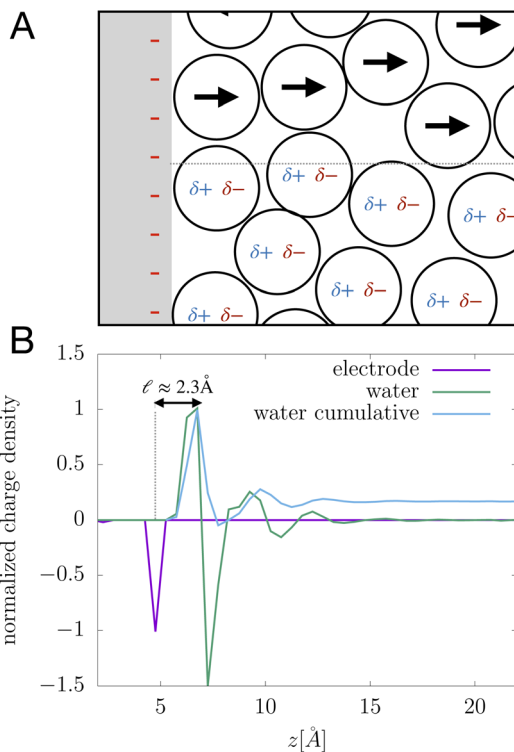 A
δ+ δ−
δ+ δ−
δ+ δ−
δ+ δ−
δ+ δ−
δ+ δ−
δ+ δ−
δ+ δ−
δ+ δ−
B
normalized charge density
1.5
1
0.5
0
−0.5
−1
−1.5
ℓ ≈ 2.3Å
electrode
water
water cumulative
5
10
15
20
z[Å]